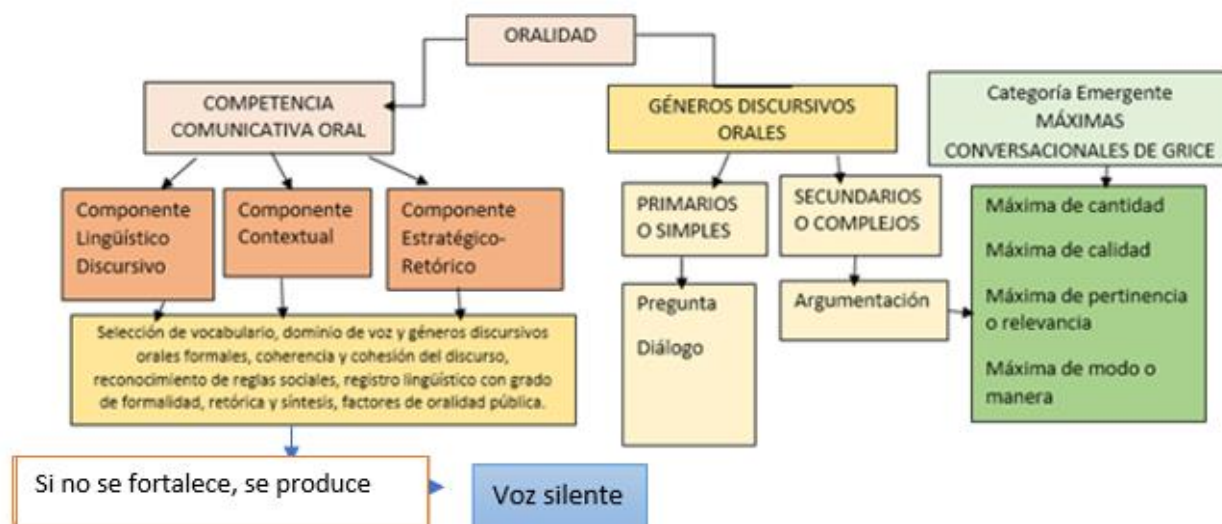 ORALIDAD
COMPETENCIA
COMUNICATIVA ORAL
GÉNEROS DISCURSIVOS
ORALES
Categoría Emergente
MÁXIMAS
CONVERSACIONALES DE GRICE
Componente
Lingüístico
Discursivo
Componente
Contextual
Componente
Estratégico-
Retórico
PRIMARIOS
O SIMPLES
SECUNDARIOS
O COMPLEJOS
Máxima de cantidad
Máxima de calidad
Máxima de pertinencia
o relevancia
Máxima de modo o
manera
Pregunta
Diálogo
Argumentación
Selección de vocabulario, dominio de voz y géneros discursivos
orales formales, coherencia y cohesión del discurso,
reconocimiento de reglas sociales, registro lingüístico con grado
de formalidad, retórica y síntesis, factores de oralidad pública.
Si no se fortalece, se produce
Voz silente